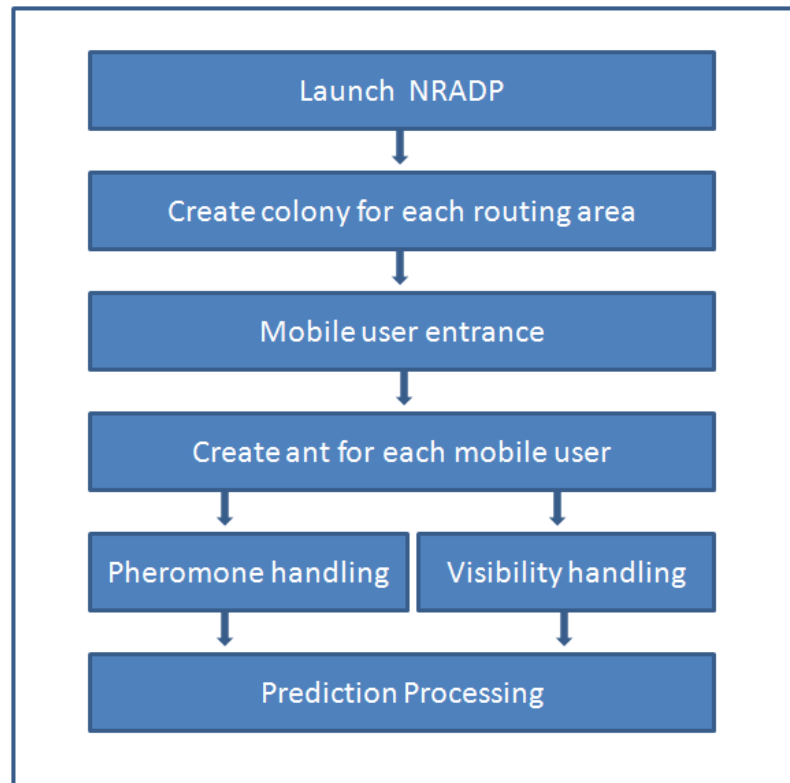 Launch NRADP
Create colony for each routing area
Mobile user entrance
Create ant for each mobile user
Pheromone handling
Visibility handling
Prediction Processing